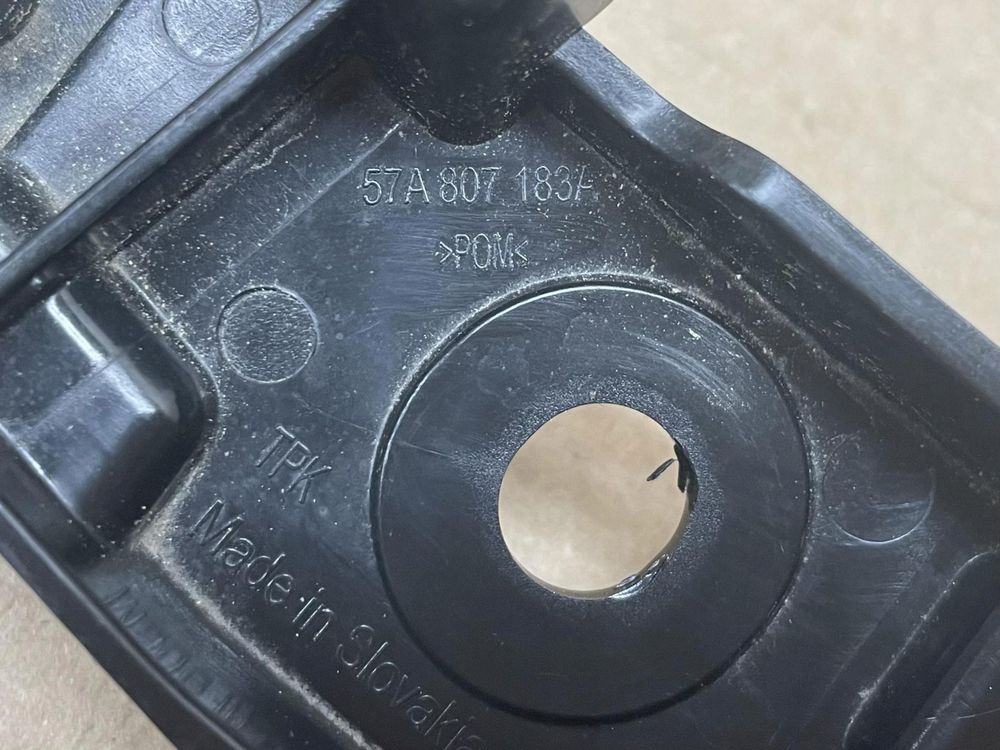 57A 807 183A
>POM<
TPK
Made in Slovakia